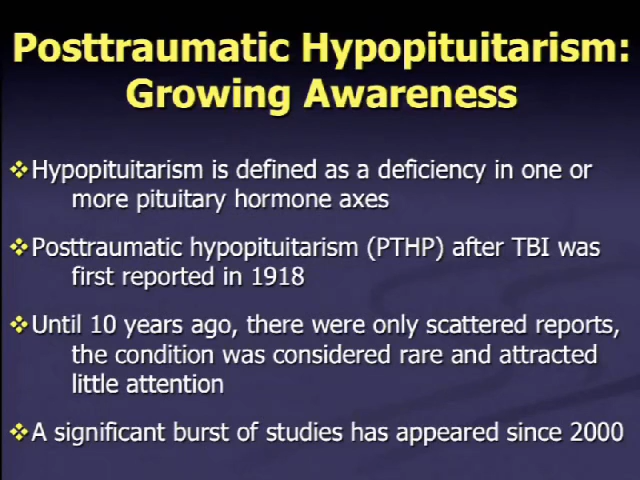 Posttraumatic Hypopituitarism:
Growing Awareness
❖Hypopituitarism is defined as a deficiency in one or
more pituitary hormone axes
❖Posttraumatic hypopituitarism (PTHP) after TBI was
first reported in 1918
❖Until 10 years ago, there were only scattered reports,
the condition was considered rare and attracted
little attention
❖A significant burst of studies has appeared since 2000